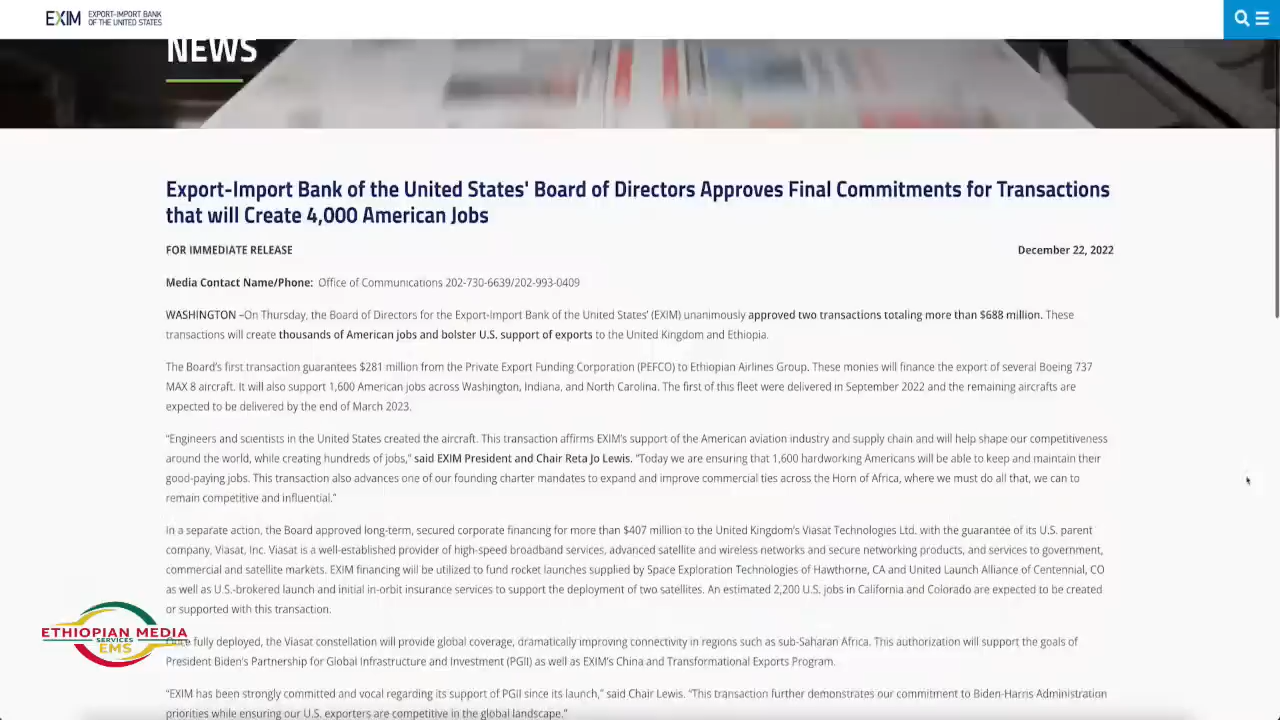 EXIM EXPORT-IMPORT BANK
OF THE UNITED STATES
NEWS
Export-Import Bank of the United States' Board of Directors Approves Final Commitments for Transactions
that will Create 4,000 American Jobs
FOR IMMEDIATE RELEASE December 22, 2022
Media Contact Name/Phone: Office of Communications 202-730-6639/202-993-0409
WASHINGTON –On Thursday, the Board of Directors for the Export-Import Bank of the United States' (EXIM) unanimously approved two transactions totaling more than $688 million. These
transactions will create thousands of American jobs and bolster U.S. support of exports to the United Kingdom and Ethiopia.
The Board's first transaction guarantees $281 million from the Private Export Funding Corporation (PEFCO) to Ethiopian Airlines Group. These monies will finance the export of several Boeing 737
MAX 8 aircraft. It will also support 1,600 American jobs across Washington, Indiana, and North Carolina. The first of this fleet were delivered in September 2022 and the remaining aircrafts are
expected to be delivered by the end of March 2023.
"Engineers and scientists in the United States created the aircraft. This transaction affirms EXIM's support of the American aviation industry and supply chain and will help shape our competitiveness
around the world, while creating hundreds of jobs," said EXIM President and Chair Reta Jo Lewis. "Today we are ensuring that 1,600 hardworking Americans will be able to keep and maintain their
good-paying jobs. This transaction also advances one of our founding charter mandates to expand and improve commercial ties across the Horn of Africa, where we must do all that, we can to
remain competitive and influential."
In a separate action, the Board approved long-term, secured corporate financing for more than $407 million to the United Kingdom's Viasat Technologies Ltd. with the guarantee of its U.S. parent
company, Viasat, Inc. Viasat is a well-established provider of high-speed broadband services, advanced satellite and wireless networks and secure networking products, and services to government,
commercial and satellite markets. EXIM financing will be utilized to fund rocket launches supplied by Space Exploration Technologies of Hawthorne, CA and United Launch Alliance of Centennial, CO
as well as U.S.-brokered launch and initial in-orbit insurance services to support the deployment of two satellites. An estimated 2,200 U.S. jobs in California and Colorado are expected to be created
or supported with this transaction.
Once fully deployed, the Viasat constellation will provide global coverage, dramatically improving connectivity in regions such as sub-Saharan Africa. This authorization will support the goals of
President Biden's Partnership for Global Infrastructure and Investment (PGII) as well as EXIM's China and Transformational Exports Program.
"EXIM has been strongly committed and vocal regarding its support of PGII since its launch," said Chair Lewis. "This transaction further demonstrates our commitment to Biden-Harris Administration
priorities while ensuring our U.S. exporters are competitive in the global landscape."
ETHIOPIAN MEDIA
SERVICES
EMS